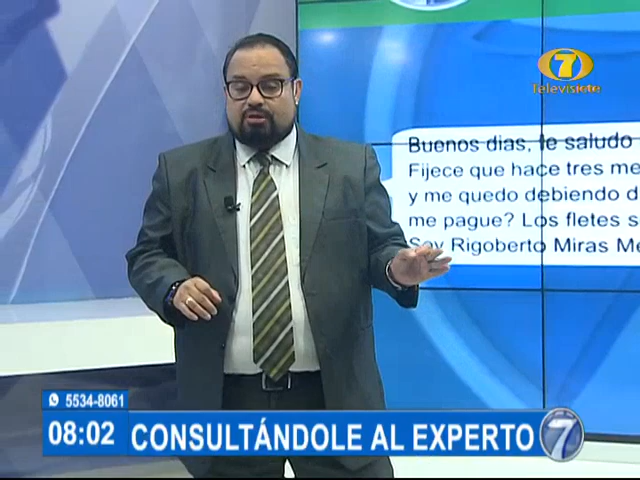 7
Televisiete
Buenos dias, le saludo
Fijece que hace tres me
y me quedo debiendo d
me pague? Los fletes s
Soy Rigoberto Miras Me
5534-8061
08:02 CONSULTÁNDOLE AL EXPERTO 7